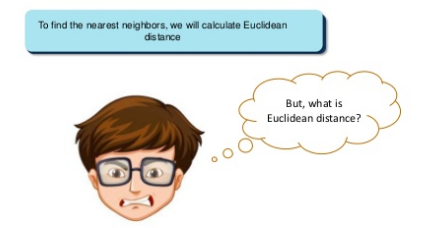 To find the nearest neighbors, we will calculate Euclidean
distance
But, what is
Euclidean distance?